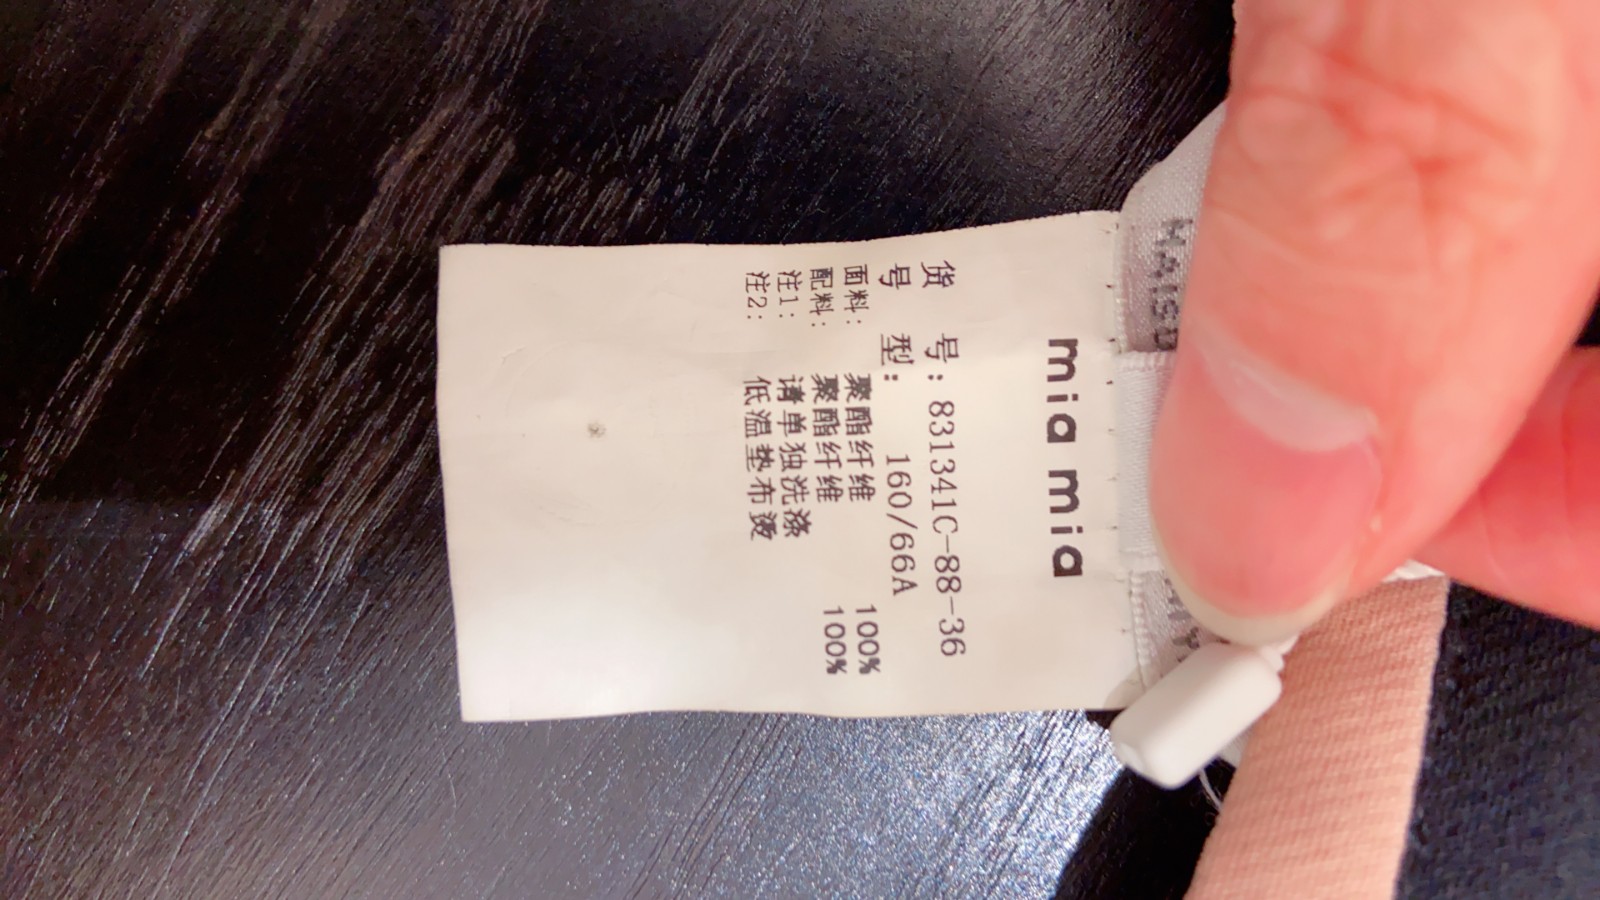 mia mia
货 号: 831341C-88-36
号 型: 160/66A
面料: 聚酯纤维 100%
配料: 聚酯纤维 100%
注1: 请单独洗涤
注2: 低温垫布烫